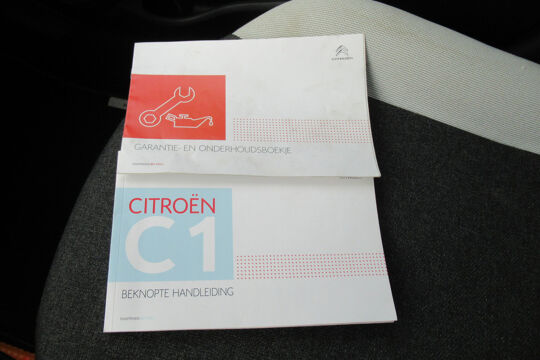 GARANTIE- EN ONDERHOUDSBOEKJE
CITROËN
C1
BEKNOPTE HANDLEIDING